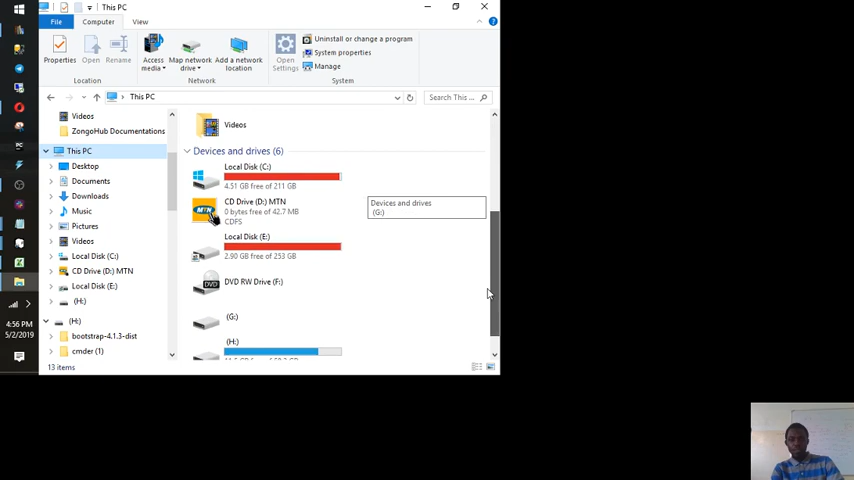 This PC
File
Computer
View
Properties
Open
Rename
Access media
Map network drive
Add a network location
Open Settings
Uninstall or change a program
System properties
Manage
Location
Network
System
This PC
Search This ...
Videos
ZongoHub Documentations
This PC
Desktop
Documents
Downloads
Music
Pictures
Videos
Local Disk (C:)
CD Drive (D:) MTN
Local Disk (E:)
(H:)
(H:)
bootstrap-4.1.3-dist
cmder (1)
Videos
Devices and drives (6)
Local Disk (C:)
4.51 GB free of 211 GB
MTN
CD Drive (D:) MTN
0 bytes free of 42.7 MB
CDFS
Local Disk (E:)
2.90 GB free of 253 GB
DVD
DVD RW Drive (F:)
(G:)
(H:)
Devices and drives
(G:)
13 items
4:56 PM
5/2/2019